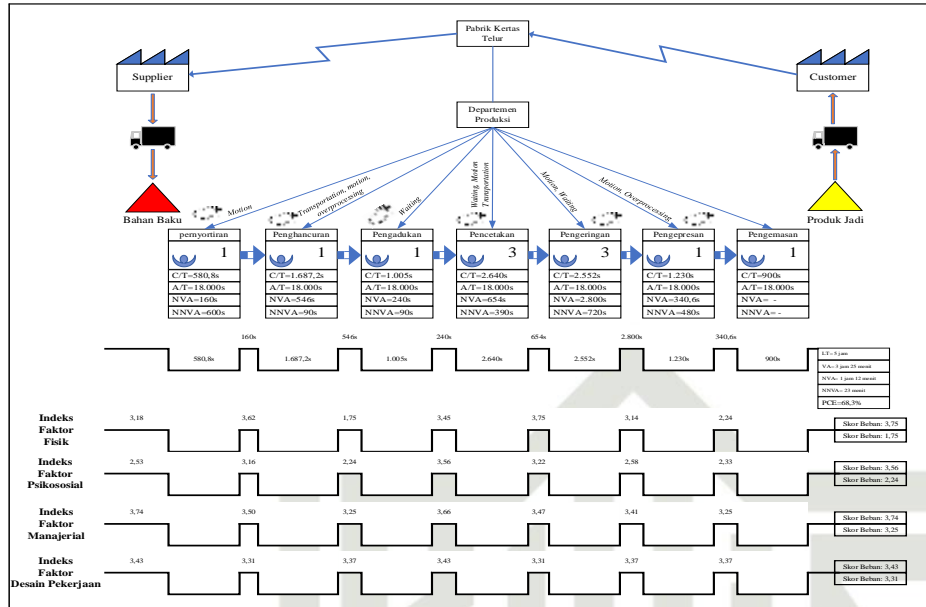 Pabrik Kertas
Telur
Supplier
Customer
Departemen
Produksi
Bahan Baku
Produk Jadi
Motion
Transportation, motion,
overprocessing
Waiting
Waiting, Motion
Transportation
Motion, Waiting
Motion, Overprocessing
pernyortiran
1
C/T=580,8s
A/T=18.000s
NVA=160s
NNVA=600s
Penghancuran
1
C/T=1.687,2s
A/T=18.000s
NVA=546s
NNVA=90s
Pengadukan
1
C/T=1.005s
A/T=18.000s
NVA=240s
NNVA=90s
Pencetakan
3
C/T=2.640s
A/T=18.000s
NVA=654s
NNVA=390s
Pengeringan
3
C/T=2.552s
A/T=18.000s
NVA=2.800s
NNVA=720s
Pengepresan
1
C/T=1.230s
A/T=18.000s
NVA=340,6s
NNVA=480s
Pengemasan
1
C/T=900s
A/T=18.000s
NVA= -
NNVA= -
160s 546s 240s 654s 2.800s 340,6s
580,8s 1.687,2s 1.005s 2.640s 2.552s 1.230s 900s
LT= 5 jam
VA= 3 jam 25 menit
NVA= 1 jam 12 menit
NNVA= 23 menit
PCE=68,3%
Indeks
Faktor
Fisik
3,18 3,62 1,75 3,45 3,75 3,14 2,24
Skor Beban: 3,75
Skor Beban: 1,75
Indeks
Faktor
Psikososial
2,53 3,16 2,24 3,56 3,22 2,58 2,33
Skor Beban: 3,56
Skor Beban: 2,24
Indeks
Faktor
Manajerial
3,74 3,50 3,25 3,66 3,47 3,41 3,25
Skor Beban: 3,74
Skor Beban: 3,25
Indeks
Faktor
Desain Pekerjaan
3,43 3,31 3,37 3,43 3,31 3,37 3,37
Skor Beban: 3,43
Skor Beban: 3,31